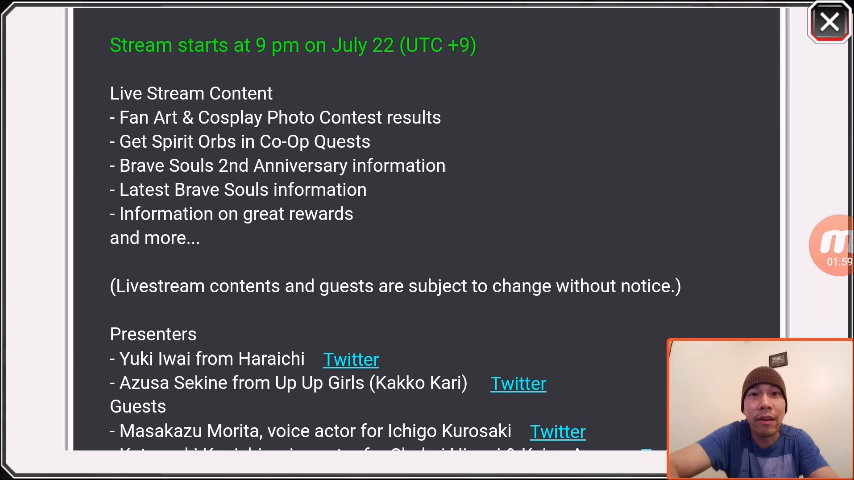 Stream starts at 9 pm on July 22 (UTC +9)
Live Stream Content
- Fan Art & Cosplay Photo Contest results
- Get Spirit Orbs in Co-Op Quests
- Brave Souls 2nd Anniversary information
- Latest Brave Souls information
- Information on great rewards
and more...
(Livestream contents and guests are subject to change without notice.)
Presenters
- Yuki Iwai from Haraichi Twitter
- Azusa Sekine from Up Up Girls (Kakko Kari) Twitter
Guests
- Masakazu Morita, voice actor for Ichigo Kurosaki Twitter
01:59